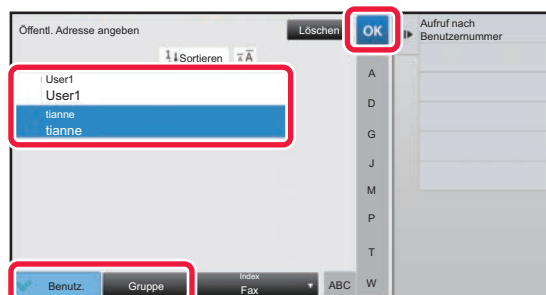 Öffentl. Adresse angeben
Löschen
OK
Aufruf nach
Benutzernummer
Sortieren
User1
User1
tianne
tianne
A
D
G
J
M
P
T
W
Benutz.
Gruppe
Index
Fax
ABC